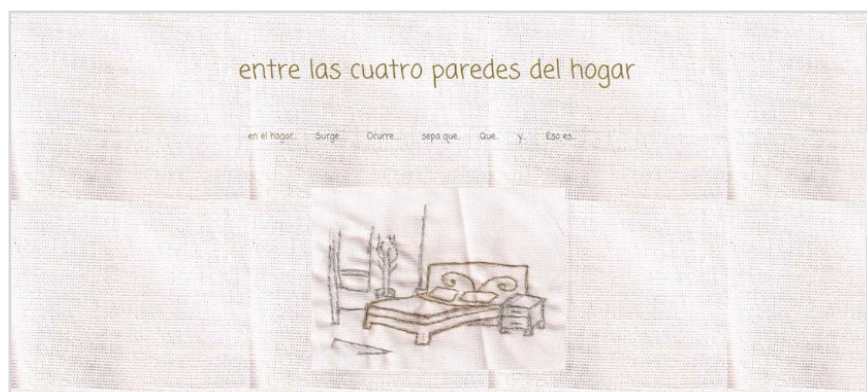 entre las cuatro paredes del hogar
en el hogar... Surge... Ocurre... sepa que.. Que.. y.. Eso es..